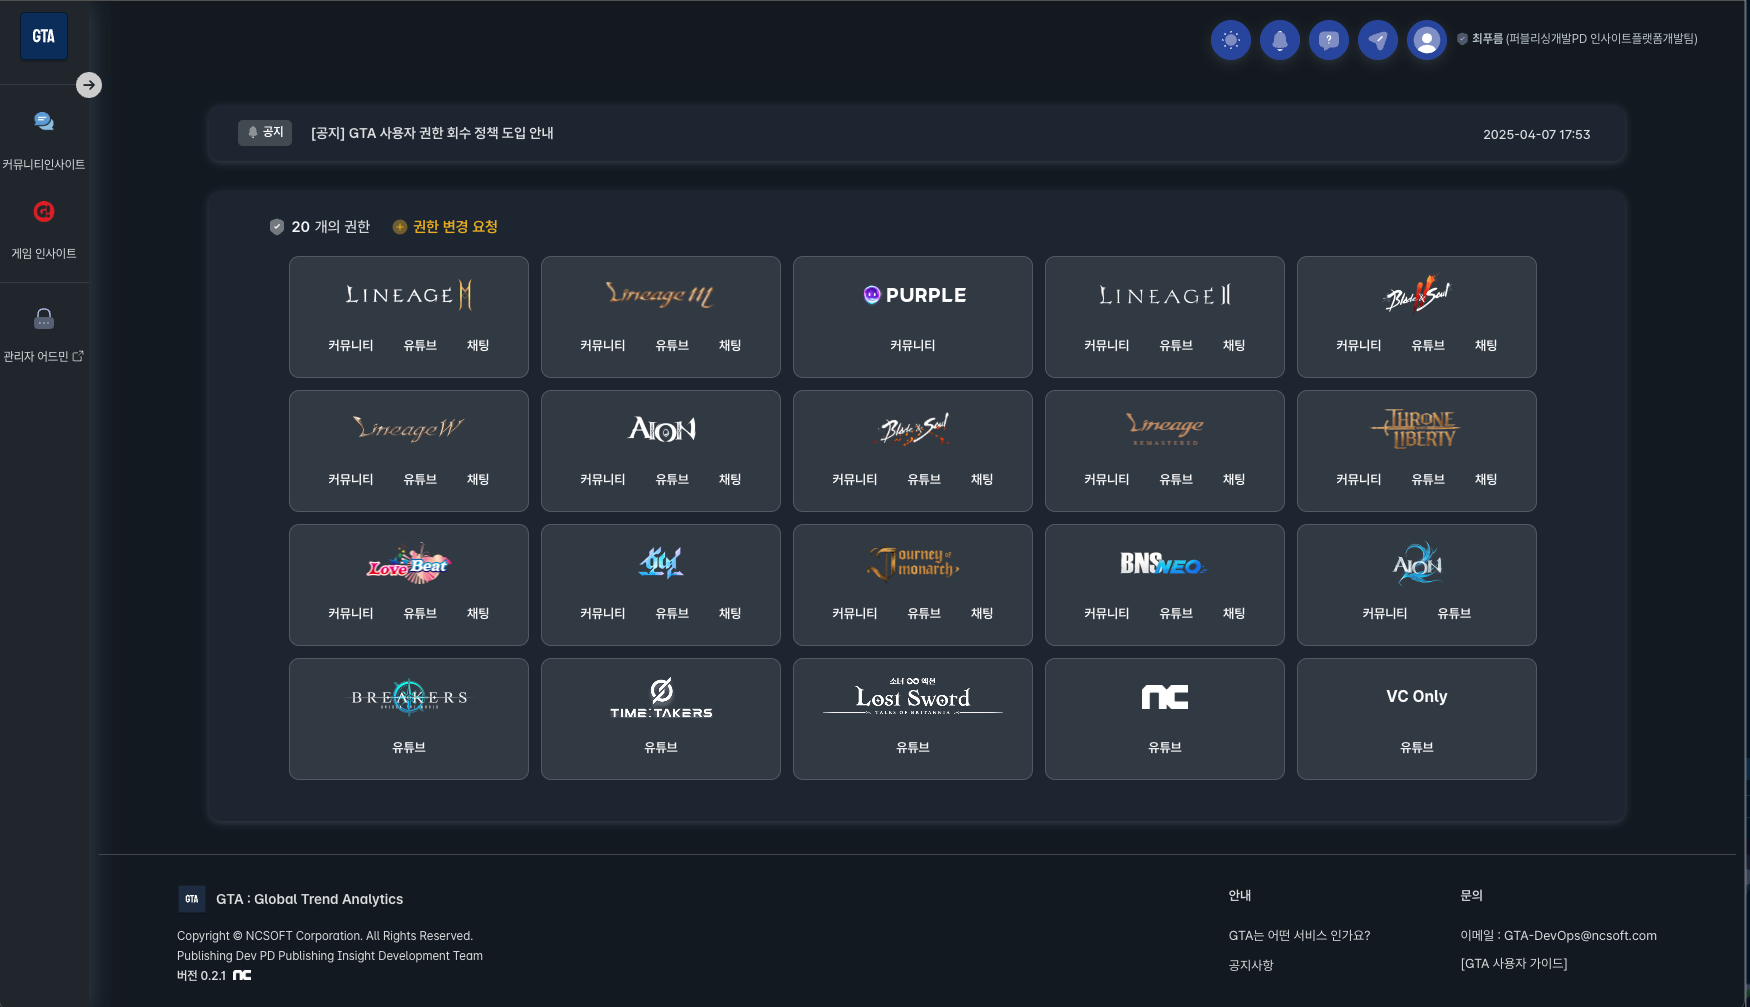 GTA
최푸름 (퍼블리싱개발PD 인사이트플랫폼개발팀)
커뮤니티인사이트
게임 인사이트
관리자 어드민
공지 [공지] GTA 사용자 권한 회수 정책 도입 안내 2025-04-07 17:53
20 개의 권한 권한 변경 요청
LINEAGE M
커뮤니티 유튜브 채팅
Lineage M
커뮤니티 유튜브 채팅
PURPLE
커뮤니티
LINEAGE II
커뮤니티 유튜브 채팅
Blade & Soul II
커뮤니티 유튜브 채팅
Lineage W
커뮤니티 유튜브 채팅
AION
커뮤니티 유튜브 채팅
Blade & Soul
커뮤니티 유튜브 채팅
Lineage
REMASTERED
커뮤니티 유튜브 채팅
THRONE
LIBERTY
커뮤니티 유튜브 채팅
Love Beat
커뮤니티 유튜브 채팅
커뮤니티 유튜브 채팅
Journey of
monarch
커뮤니티 유튜브 채팅
BNS NEO
커뮤니티 유튜브 채팅
AION 2
커뮤니티 유튜브
BREAKERS
유튜브
TIME:TAKERS
유튜브
소녀 ∞ 액션
Lost Sword
TALES OF BRITANNIA
유튜브
NC
유튜브
VC Only
유튜브
GTA GTA : Global Trend Analytics
Copyright © NCSOFT Corporation. All Rights Reserved.
Publishing Dev PD Publishing Insight Development Team
버전 0.2.1 NC
안내
GTA는 어떤 서비스 인가요?
공지사항
문의
이메일 : GTA-DevOps@ncsoft.com
[GTA 사용자 가이드]